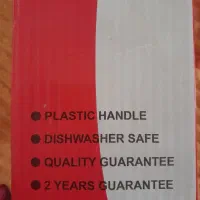 ● PLASTIC HANDLE
● DISHWASHER SAFE
● QUALITY GUARANTEE
● 2 YEARS GUARANTEE